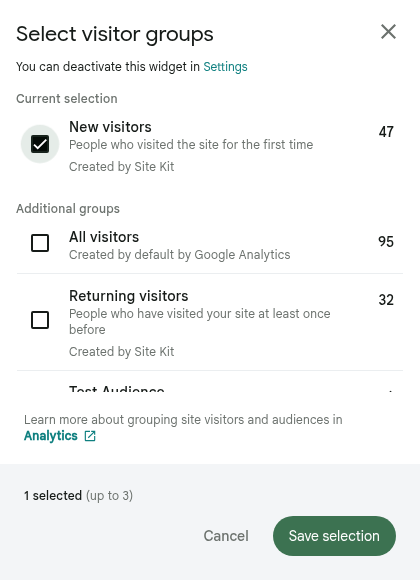 Select visitor groups
You can deactivate this widget in Settings
Current selection
New visitors
47
People who visited the site for the first time
Created by Site Kit
Additional groups
All visitors
95
Created by default by Google Analytics
Returning visitors
32
People who have visited your site at least once
before
Created by Site Kit
Test Audience
Learn more about grouping site visitors and audiences in
Analytics
1 selected (up to 3)
Cancel
Save selection